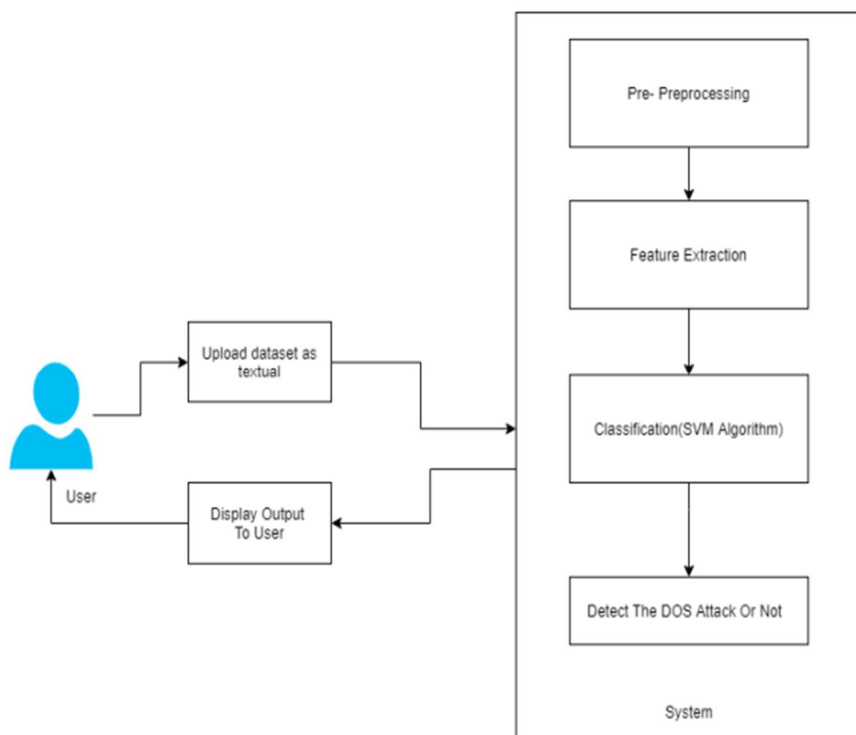 Pre- Preprocessing
Feature Extraction
Upload dataset as
textual
Classification(SVM Algorithm)
User
Display Output
To User
Detect The DOS Attack Or Not
System